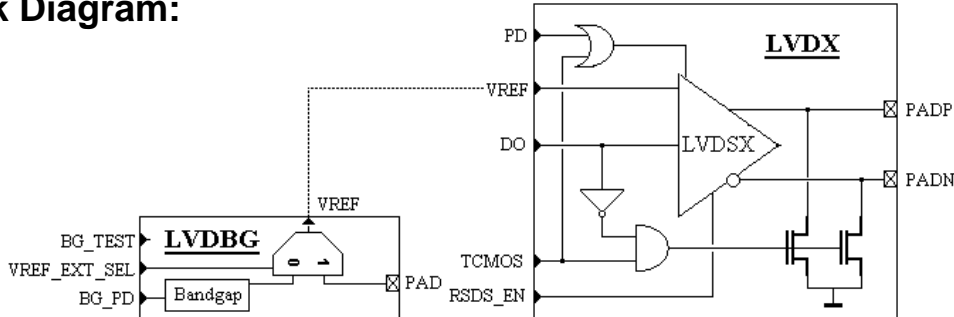 k Diagram:
PD
LVDX
VREF
PADP
DO
LVDSX
PADN
VREF
BG_TEST
LVDBG
VREF_EXT_SEL
0 1
TCMOS
PAD
BG_PD
Bandgap
RSDS_EN